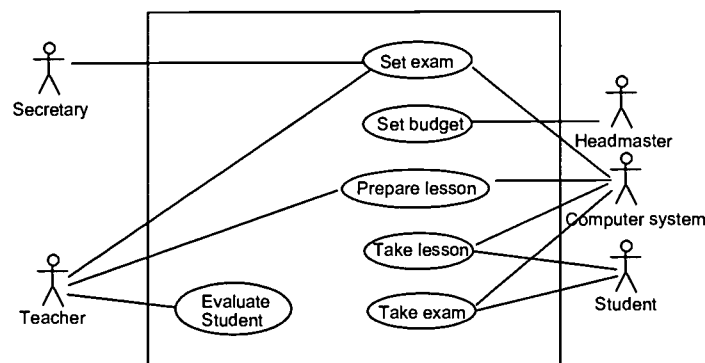 Set exam
Secretary
Set budget
Headmaster
Prepare lesson
Computer system
Take lesson
Evaluate
Student
Take exam
Student
Teacher